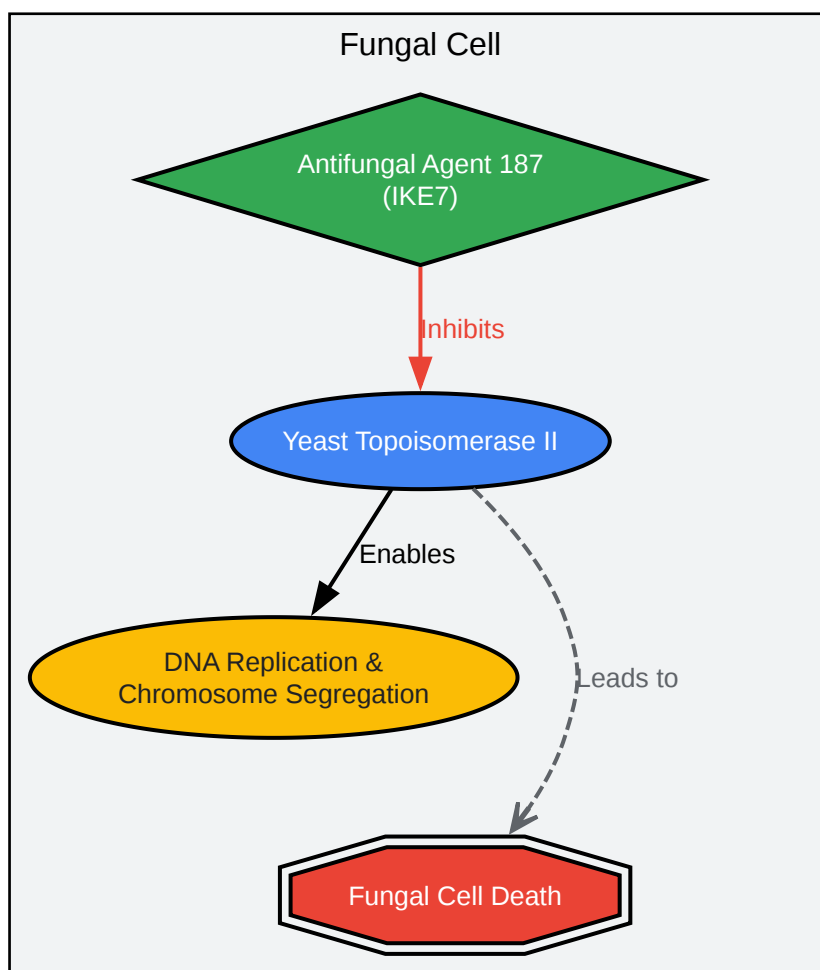 Fungal Cell
Antifungal Agent 187
(IKE7)
Inhibits
Yeast Topoisomerase II
Enables
DNA Replication &
Chromosome Segregation
Leads to
Fungal Cell Death